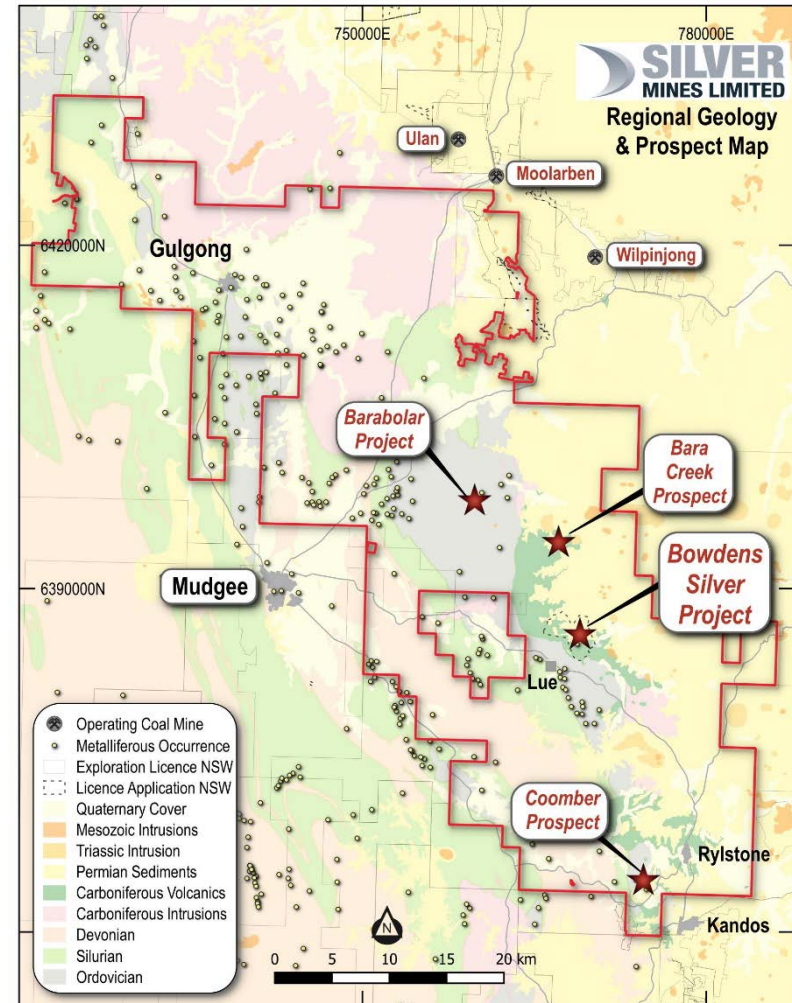 750000E
780000E
SILVER
MINES LIMITED
Regional Geology
& Prospect Map
Ulan
Moolarben
6420000N
Gulgong
Wilpinjong
Barabolar
Project
Bara
Creek
Prospect
6390000N
Mudgee
Bowdens
Silver
Project
Lue
Operating Coal Mine
Metalliferous Occurrence
Exploration Licence NSW
Licence Application NSW
Quaternary Cover
Mesozoic Intrusions
Triassic Intrusion
Permian Sediments
Carboniferous Volcanics
Carboniferous Intrusions
Devonian
Silurian
Ordovician
Coomber
Prospect
Rylstone
Kandos
N
0 5 10 15 20 km